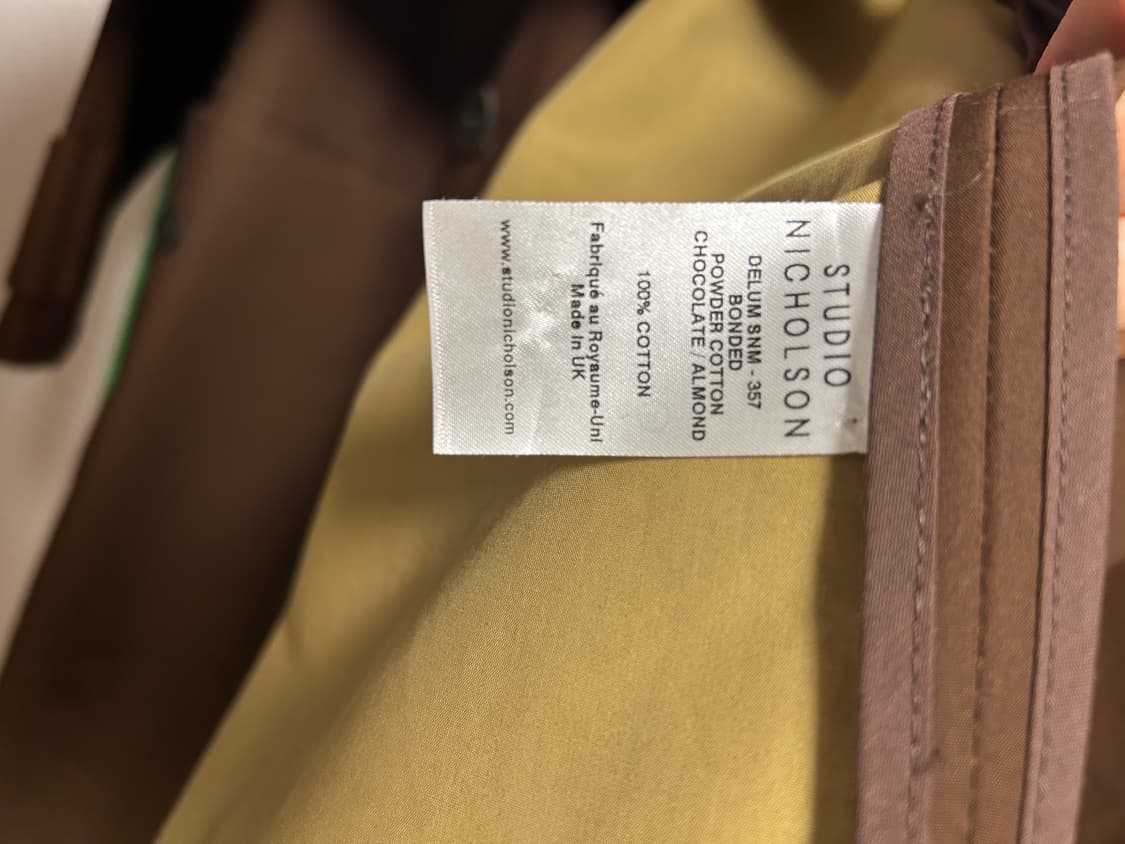 STUDIO
NICHOLSON
DELUM SNM - 357
BONDED
POWDER COTTON
CHOCOLATE / ALMOND
100% COTTON
Fabriqué au Royaume-Uni
Made in UK
www.studionicholson.com